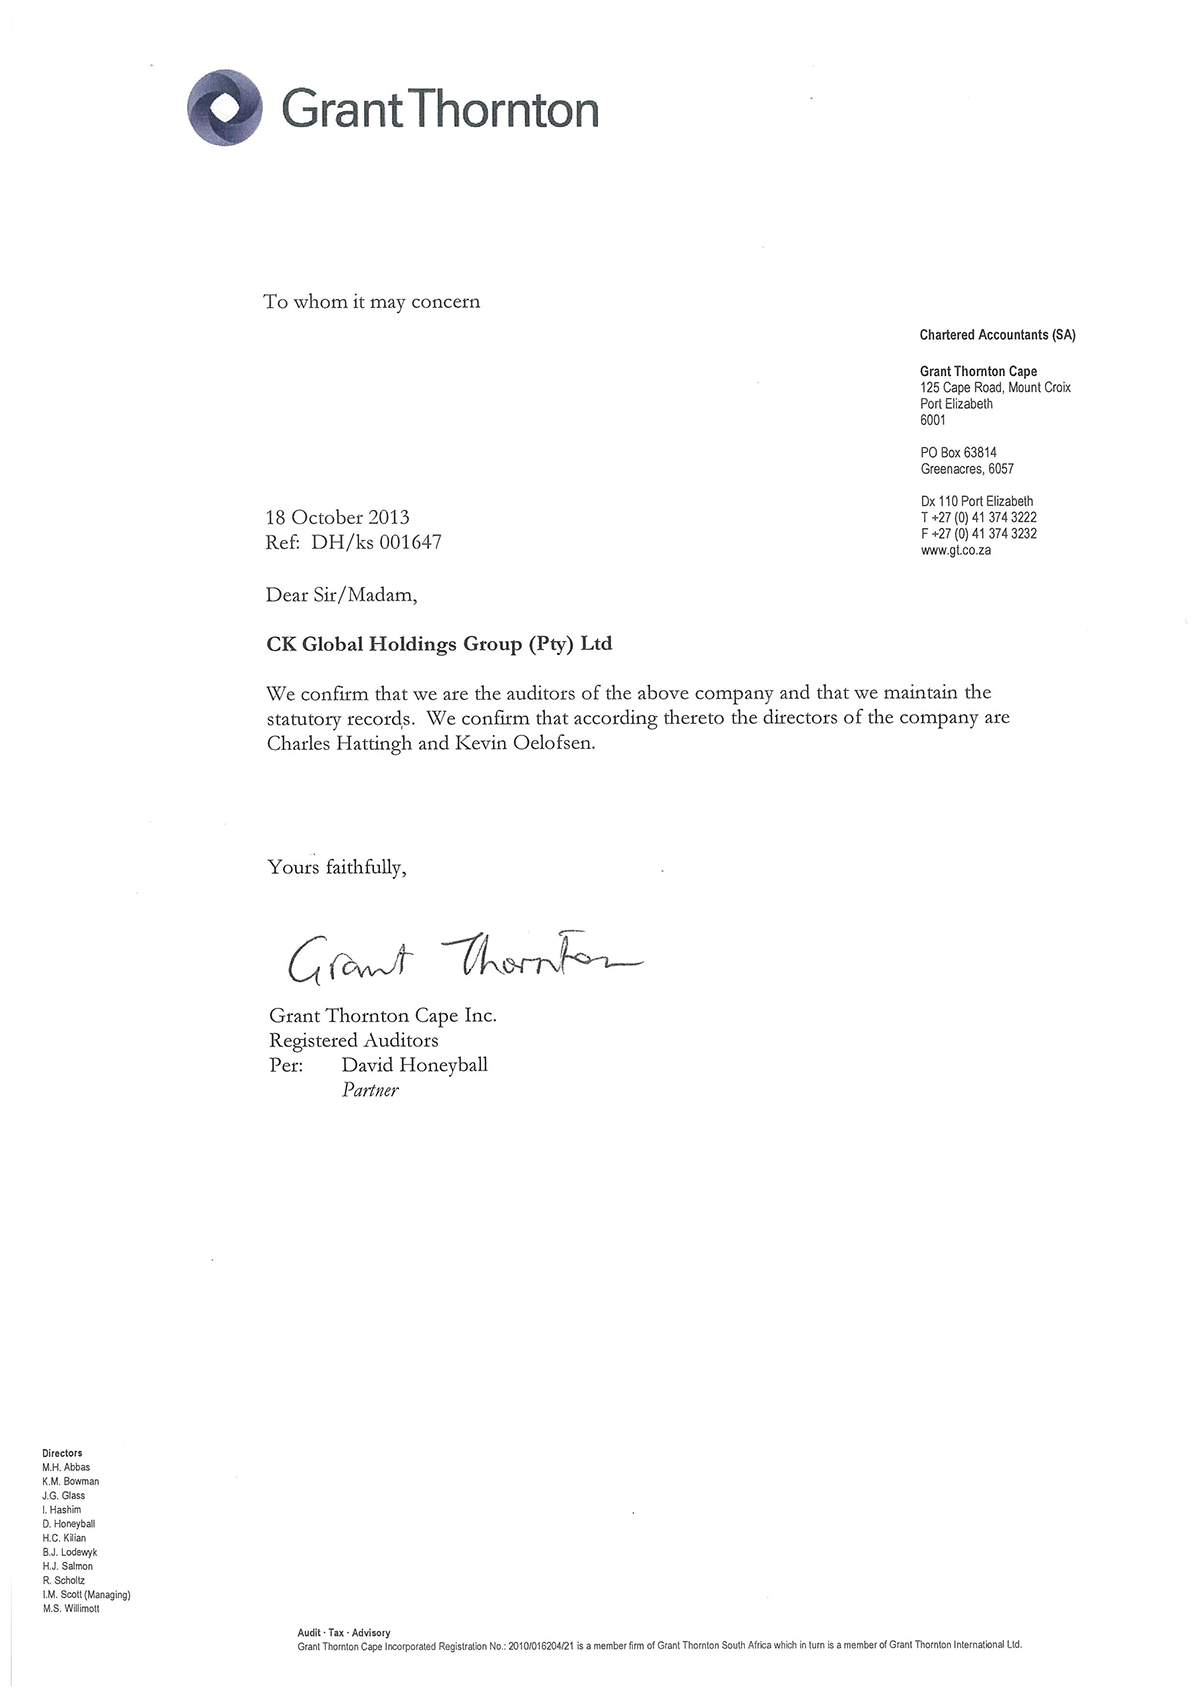 Grant Thornton
To whom it may concern
Chartered Accountants (SA)
Grant Thornton Cape
125 Cape Road, Mount Croix
Port Elizabeth
6001
PO Box 63814
Greenacres, 6057
Dx 110 Port Elizabeth
T +27 (0) 41 374 3222
F +27 (0) 41 374 3232
www.gt.co.za
18 October 2013
Ref: DH/ks 001647
Dear Sir/Madam,
CK Global Holdings Group (Pty) Ltd
We confirm that we are the auditors of the above company and that we maintain the
statutory records. We confirm that according thereto the directors of the company are
Charles Hattingh and Kevin Oelofsen.
Yours faithfully,
Grant Thornton
Grant Thornton Cape Inc.
Registered Auditors
Per: David Honeyball
Partner
Directors
M.H. Abbas
K.M. Bowman
J.G. Glass
I. Hashim
D. Honeyball
H.C. Kilian
B.J. Lodewyk
H.J. Salmon
R. Scholtz
I.M. Scott (Managing)
M.S. Willimott
Audit · Tax · Advisory
Grant Thornton Cape Incorporated Registration No.: 2010/016204/21 is a member firm of Grant Thornton South Africa which in turn is a member of Grant Thornton International Ltd.